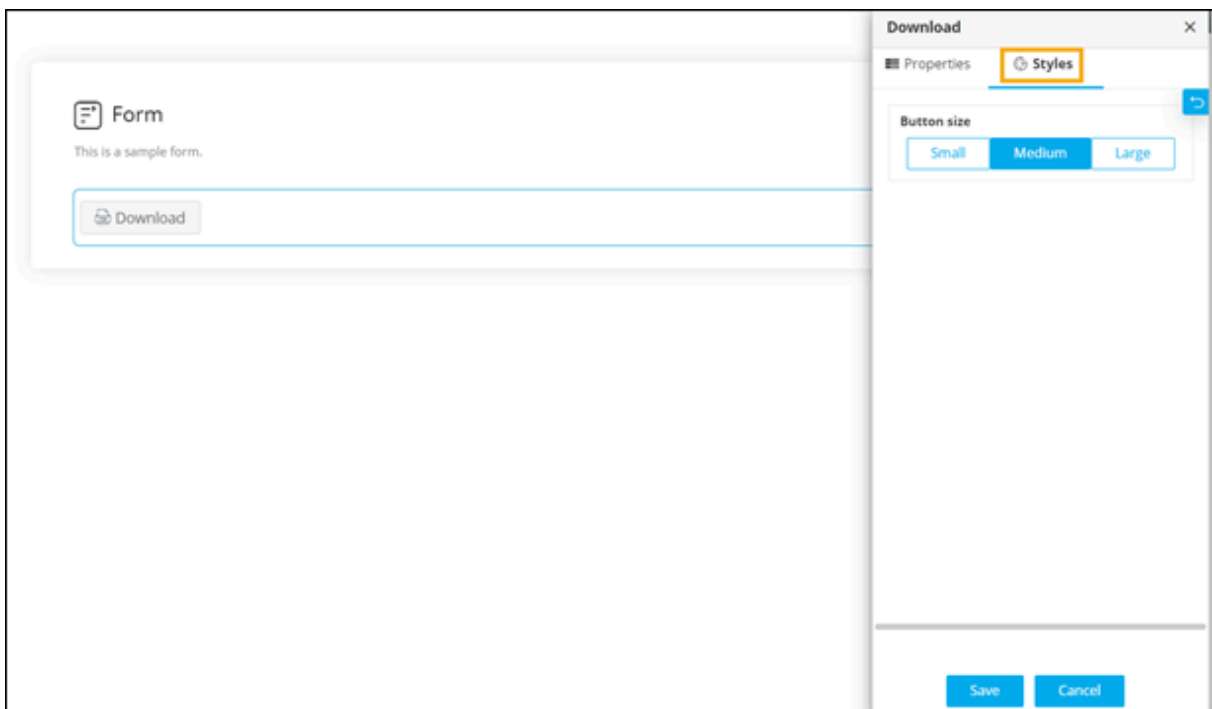 Download
Properties
Styles
Form
Button size
This is a sample form.
Small Medium Large
Download
Save Cancel